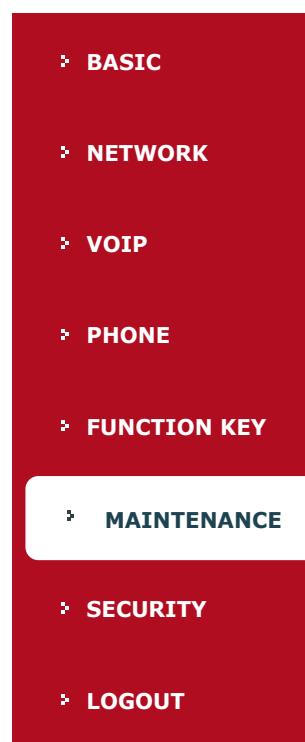 BASIC
NETWORK
VOIP
PHONE
FUNCTION KEY
MAINTENANCE
SECURITY
LOGOUT